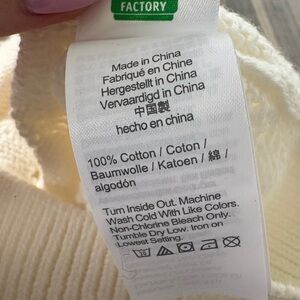 FACTORY
Made in China
Fabriqué en Chine
Hergestellt in China
Vervaardigd in China
中国製
hecho en china
100% Cotton / Coton /
Baumwolle / Katoen / 綿 /
algodón
Turn Inside Out. Machine
Wash Cold With Like Colors.
Non-Chlorine Bleach Only.
Tumble Dry Low. Iron on
Lowest Setting.